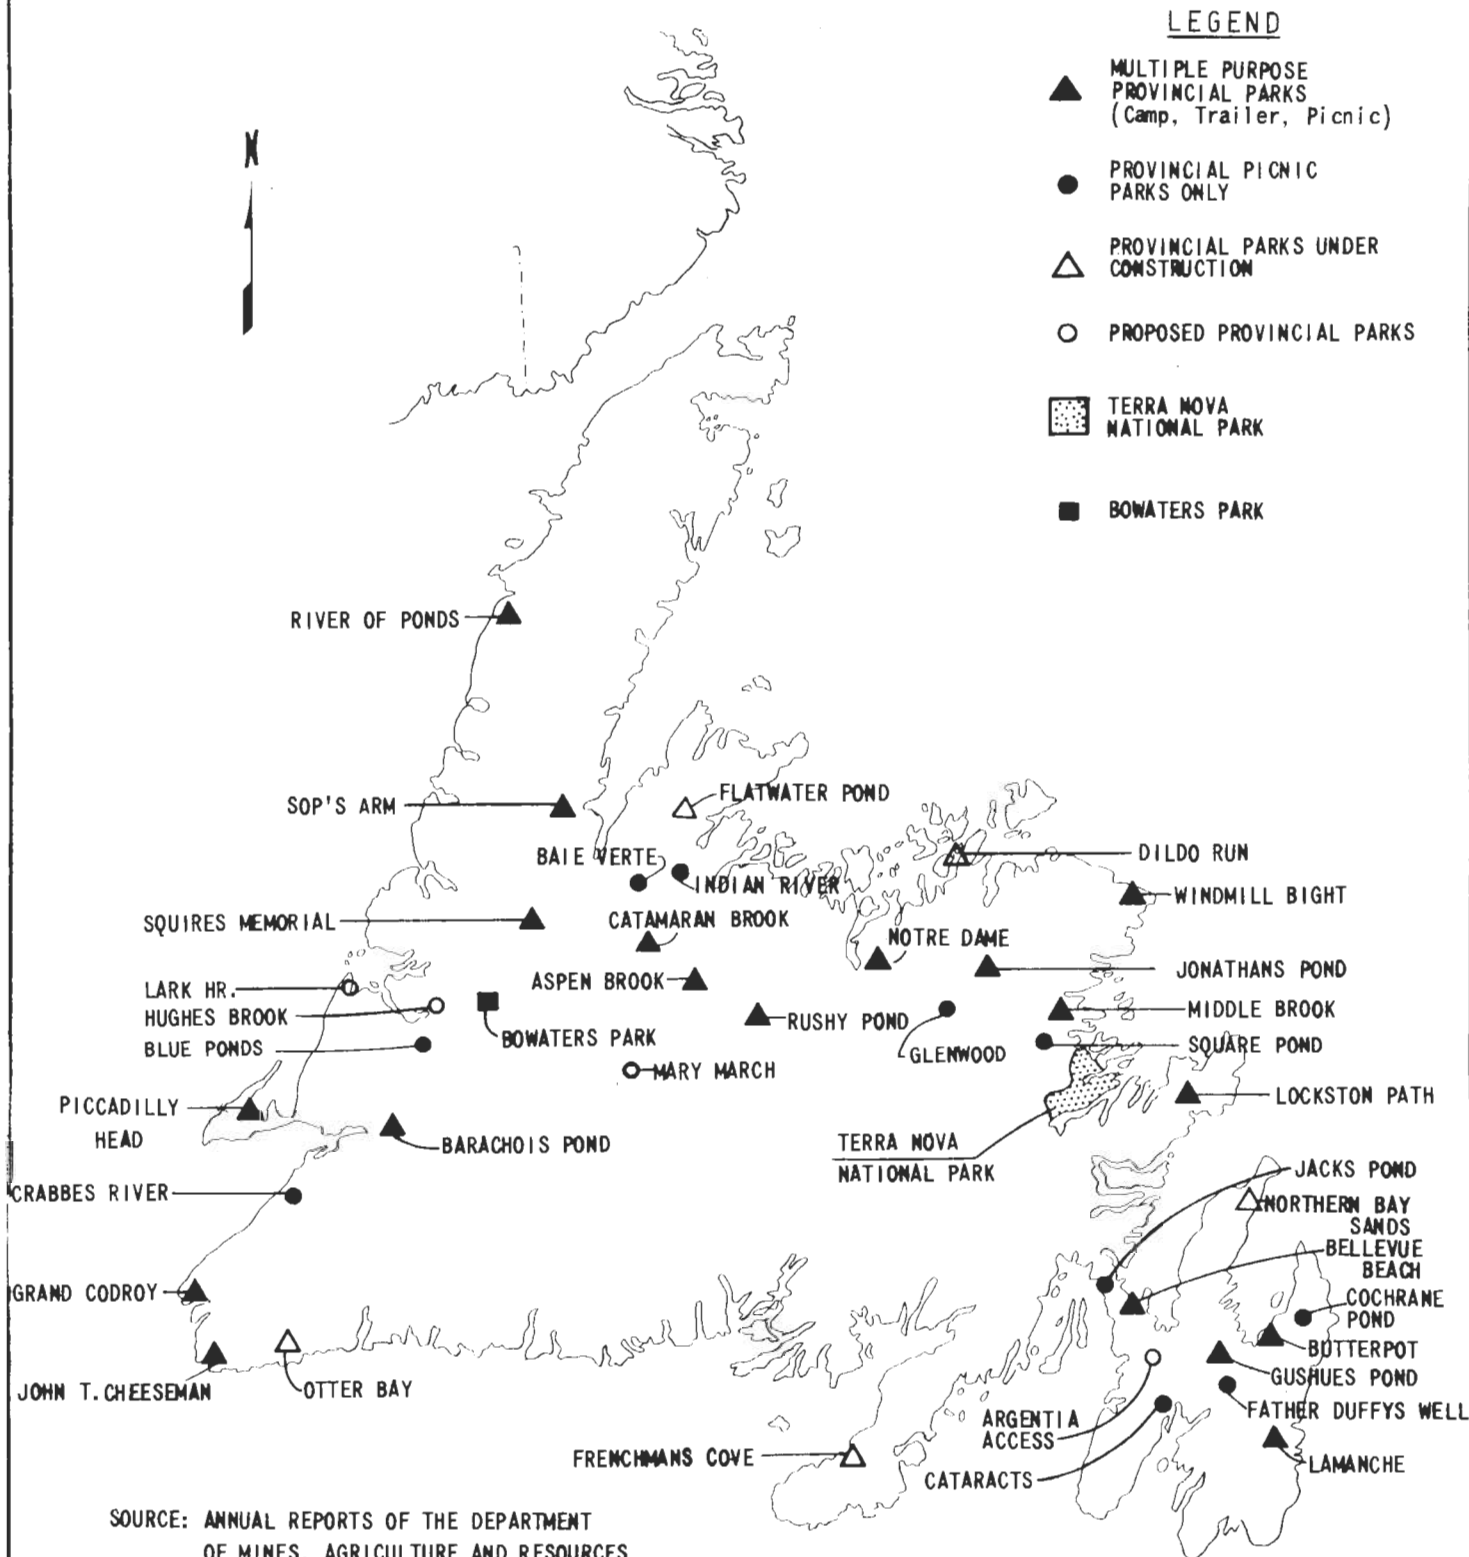 LEGEND
MULTIPLE PURPOSE
PROVINCIAL PARKS
(Camp, Trailer, Picnic)
PROVINCIAL PICNIC
PARKS ONLY
PROVINCIAL PARKS UNDER
CONSTRUCTION
PROPOSED PROVINCIAL PARKS
TERRA NOVA
NATIONAL PARK
BOWATERS PARK
N
RIVER OF PONDS
SOP'S ARM
FLATWATER POND
BAIE VERTE
INDIAN RIVER
DILDO RUN
WINDMILL BIGHT
SQUIRES MEMORIAL
CATAMARAN BROOK
NOTRE DAME
JONATHANS POND
ASPEN BROOK
LARK HR.
HUGHES BROOK
BLUE PONDS
BOWATERS PARK
RUSHY POND
GLENWOOD
MIDDLE BROOK
SQUARE POND
MARY MARCH
LOCKSTON PATH
PICCADILLY
HEAD
BARACHOIS POND
TERRA NOVA
NATIONAL PARK
JACKS POND
CRABBES RIVER
NORTHERN BAY
SANDS
BELLEVUE
BEACH
GRAND CODROY
COCHRANE
POND
BUTTERPOT
GUSHUES POND
JOHN T. CHEESEMAN
OTTER BAY
FATHER DUFFYS WELL
ARGENTIA
ACCESS
FRENCHMANS COVE
CATARACTS
LAMANCHE
SOURCE: ANNUAL REPORTS OF THE DEPARTMENT
OF MINES, AGRICULTURE AND RESOURCES